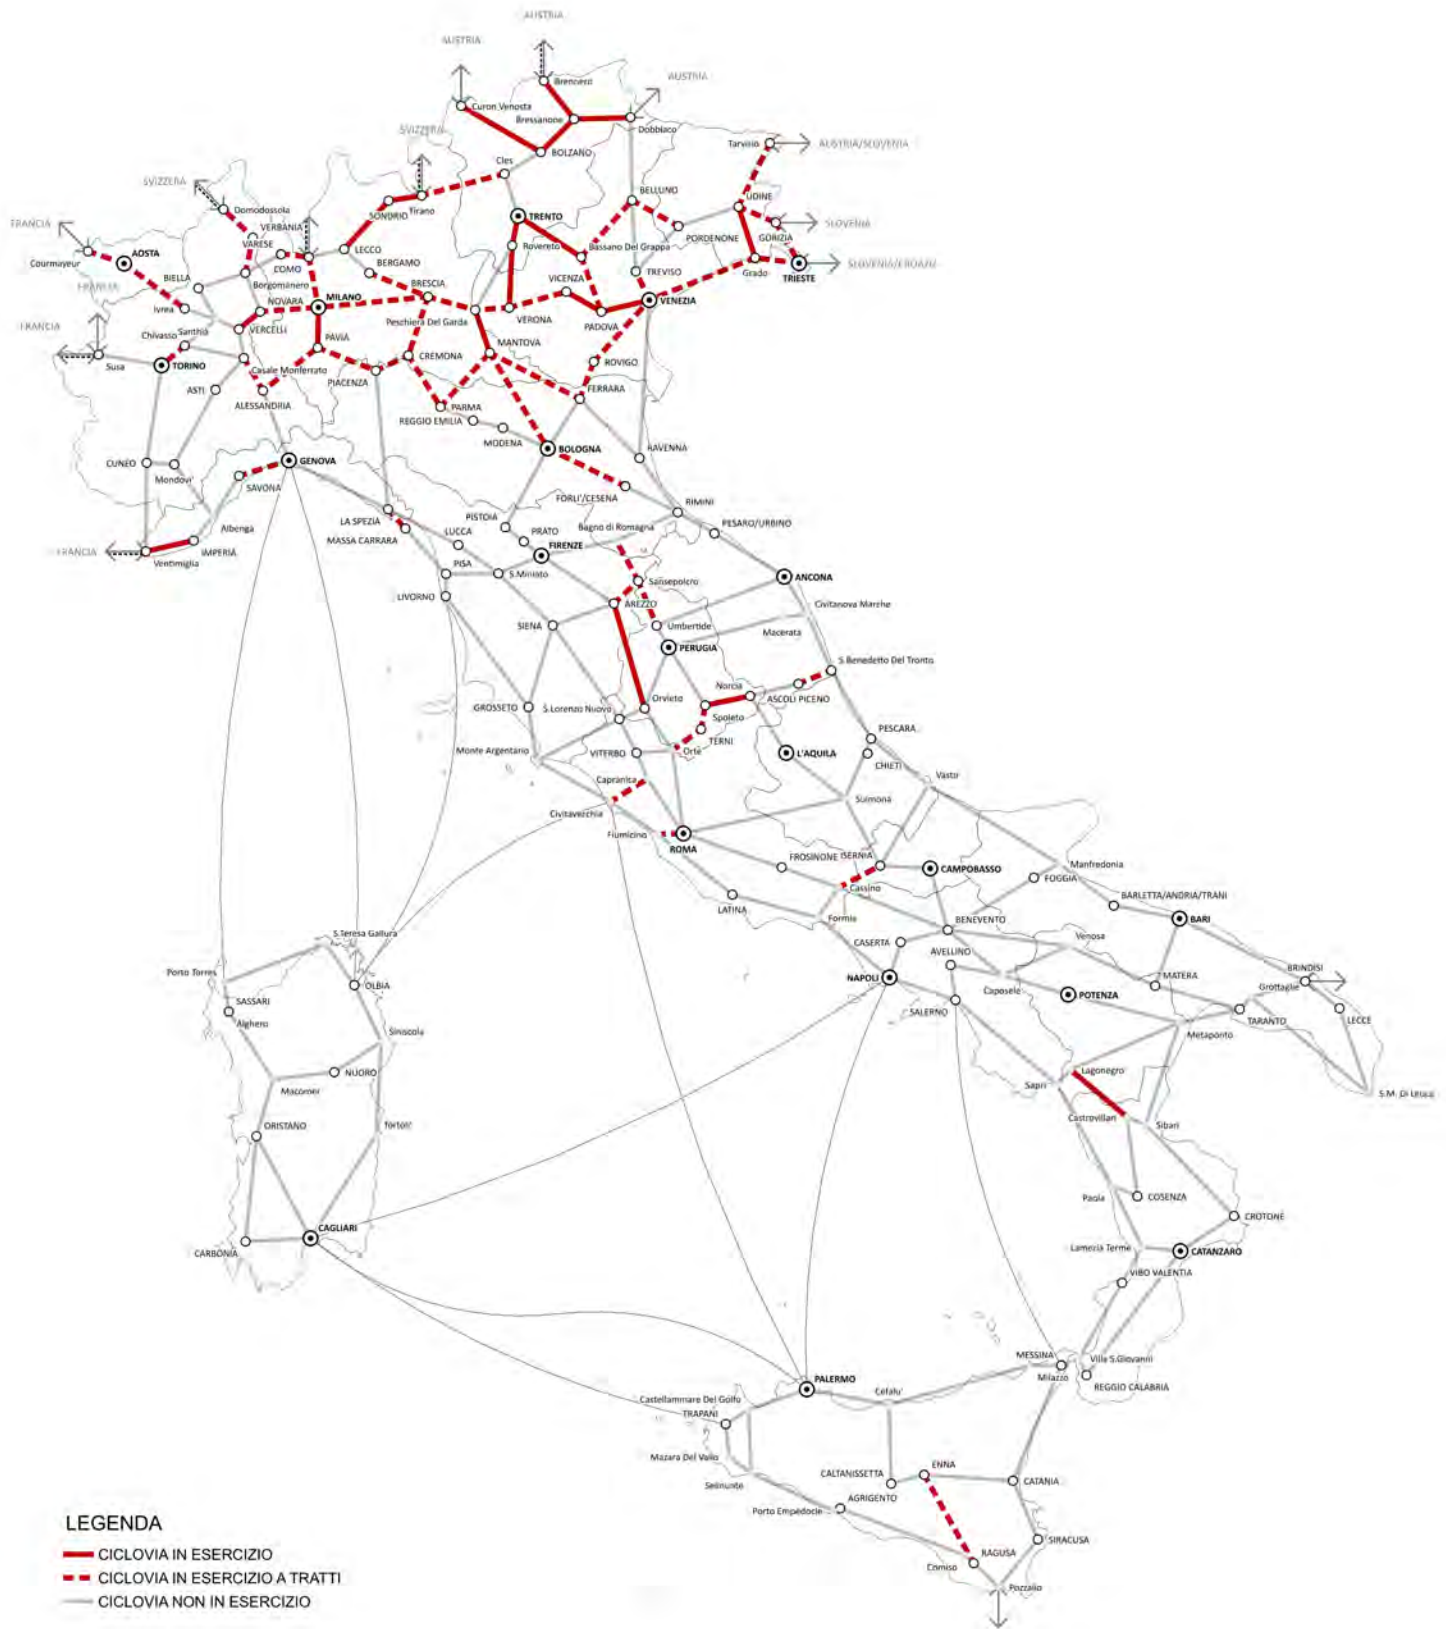 AUSTRIA
AUSTRIA
AUSTRIA
Brennero
Curon Venosta
Bressanone
Dobbiaco
SVIZZERA
Tarvisio
AUSTRIA/SLOVENIA
BOLZANO
Cles
SVIZZERA
Domodossola
SONDRIO
Tirano
BELLUNO
UDINE
FRANCIA
VERBANIA
TRENTO
SLOVENIA
VARESE
LECCO
Rovereto
Bassano Del Grappa
PORDENONE
GORIZIA
AOSTA
Courmayeur
COMO
BERGAMO
TREVISO
Grado
TRIESTE
SLOVENIA/CROAZIA
BIELLA
Borgomanero
BRESCIA
VICENZA
FRANCIA
NOVARA
MILANO
VENEZIA
Ivrea
Peschiera Del Garda
VERONA
PADOVA
FRANCIA
Chivasso
Santhià
VERCELLI
PAVIA
CREMONA
MANTOVA
ROVIGO
Susa
TORINO
Casale Monferrato
PIACENZA
ASTI
FERRARA
ALESSANDRIA
PARMA
REGGIO EMILIA
MODENA
BOLOGNA
RAVENNA
CUNEO
Mondovi'
GENOVA
SAVONA
FORLI'/CESENA
RIMINI
Albenga
LA SPEZIA
PISTOIA
Bagno di Romagna
PESARO/URBINO
MASSA CARRARA
LUCCA
PRATO
FIRENZE
FRANCIA
IMPERIA
Ventimiglia
PISA
S.Miniato
Sansepolcro
ANCONA
LIVORNO
AREZZO
Civitanova Marche
SIENA
Umbertide
Macerata
PERUGIA
S.Benedetto Del Tronto
Norcia
ASCOLI PICENO
GROSSETO
S.Lorenzo Nuovo
Orvieto
Spoleto
TERNI
PESCARA
Monte Argentario
VITERBO
Orte
L'AQUILA
CHIETI
Capranica
Vasto
Sulmona
Civitavecchia
Fiumicino
ROMA
FROSINONE
ISERNIA
CAMPOBASSO
Manfredonia
FOGGIA
Cassino
BARLETTA/ANDRIA/TRANI
LATINA
Formia
BENEVENTO
BARI
S.Teresa Gallura
CASERTA
AVELLINO
Venosa
Porto Torres
OLBIA
NAPOLI
Caposele
MATERA
BRINDISI
Grottaglie
SASSARI
POTENZA
Alghero
SALERNO
TARANTO
LECCE
Siniscola
Metaponto
NUORO
Macomer
Sapri
Lagonegro
S.M. Di Leuca
ORISTANO
Tortoli'
Castrovillari
Sibari
Paola
COSENZA
CROTONE
CAGLIARI
CARBONIA
Lamezia Terme
CATANZARO
VIBO VALENTIA
MESSINA
Villa S.Giovanni
Milazzo
REGGIO CALABRIA
PALERMO
Cefalu'
Castellammare Del Golfo
TRAPANI
Mazara Del Vallo
Selinunte
CALTANISSETTA
ENNA
CATANIA
AGRIGENTO
Porto Empedocle
SIRACUSA
RAGUSA
Comiso
Pozzallo
LEGENDA
CICLOVIA IN ESERCIZIO
CICLOVIA IN ESERCIZIO A TRATTI
CICLOVIA NON IN ESERCIZIO